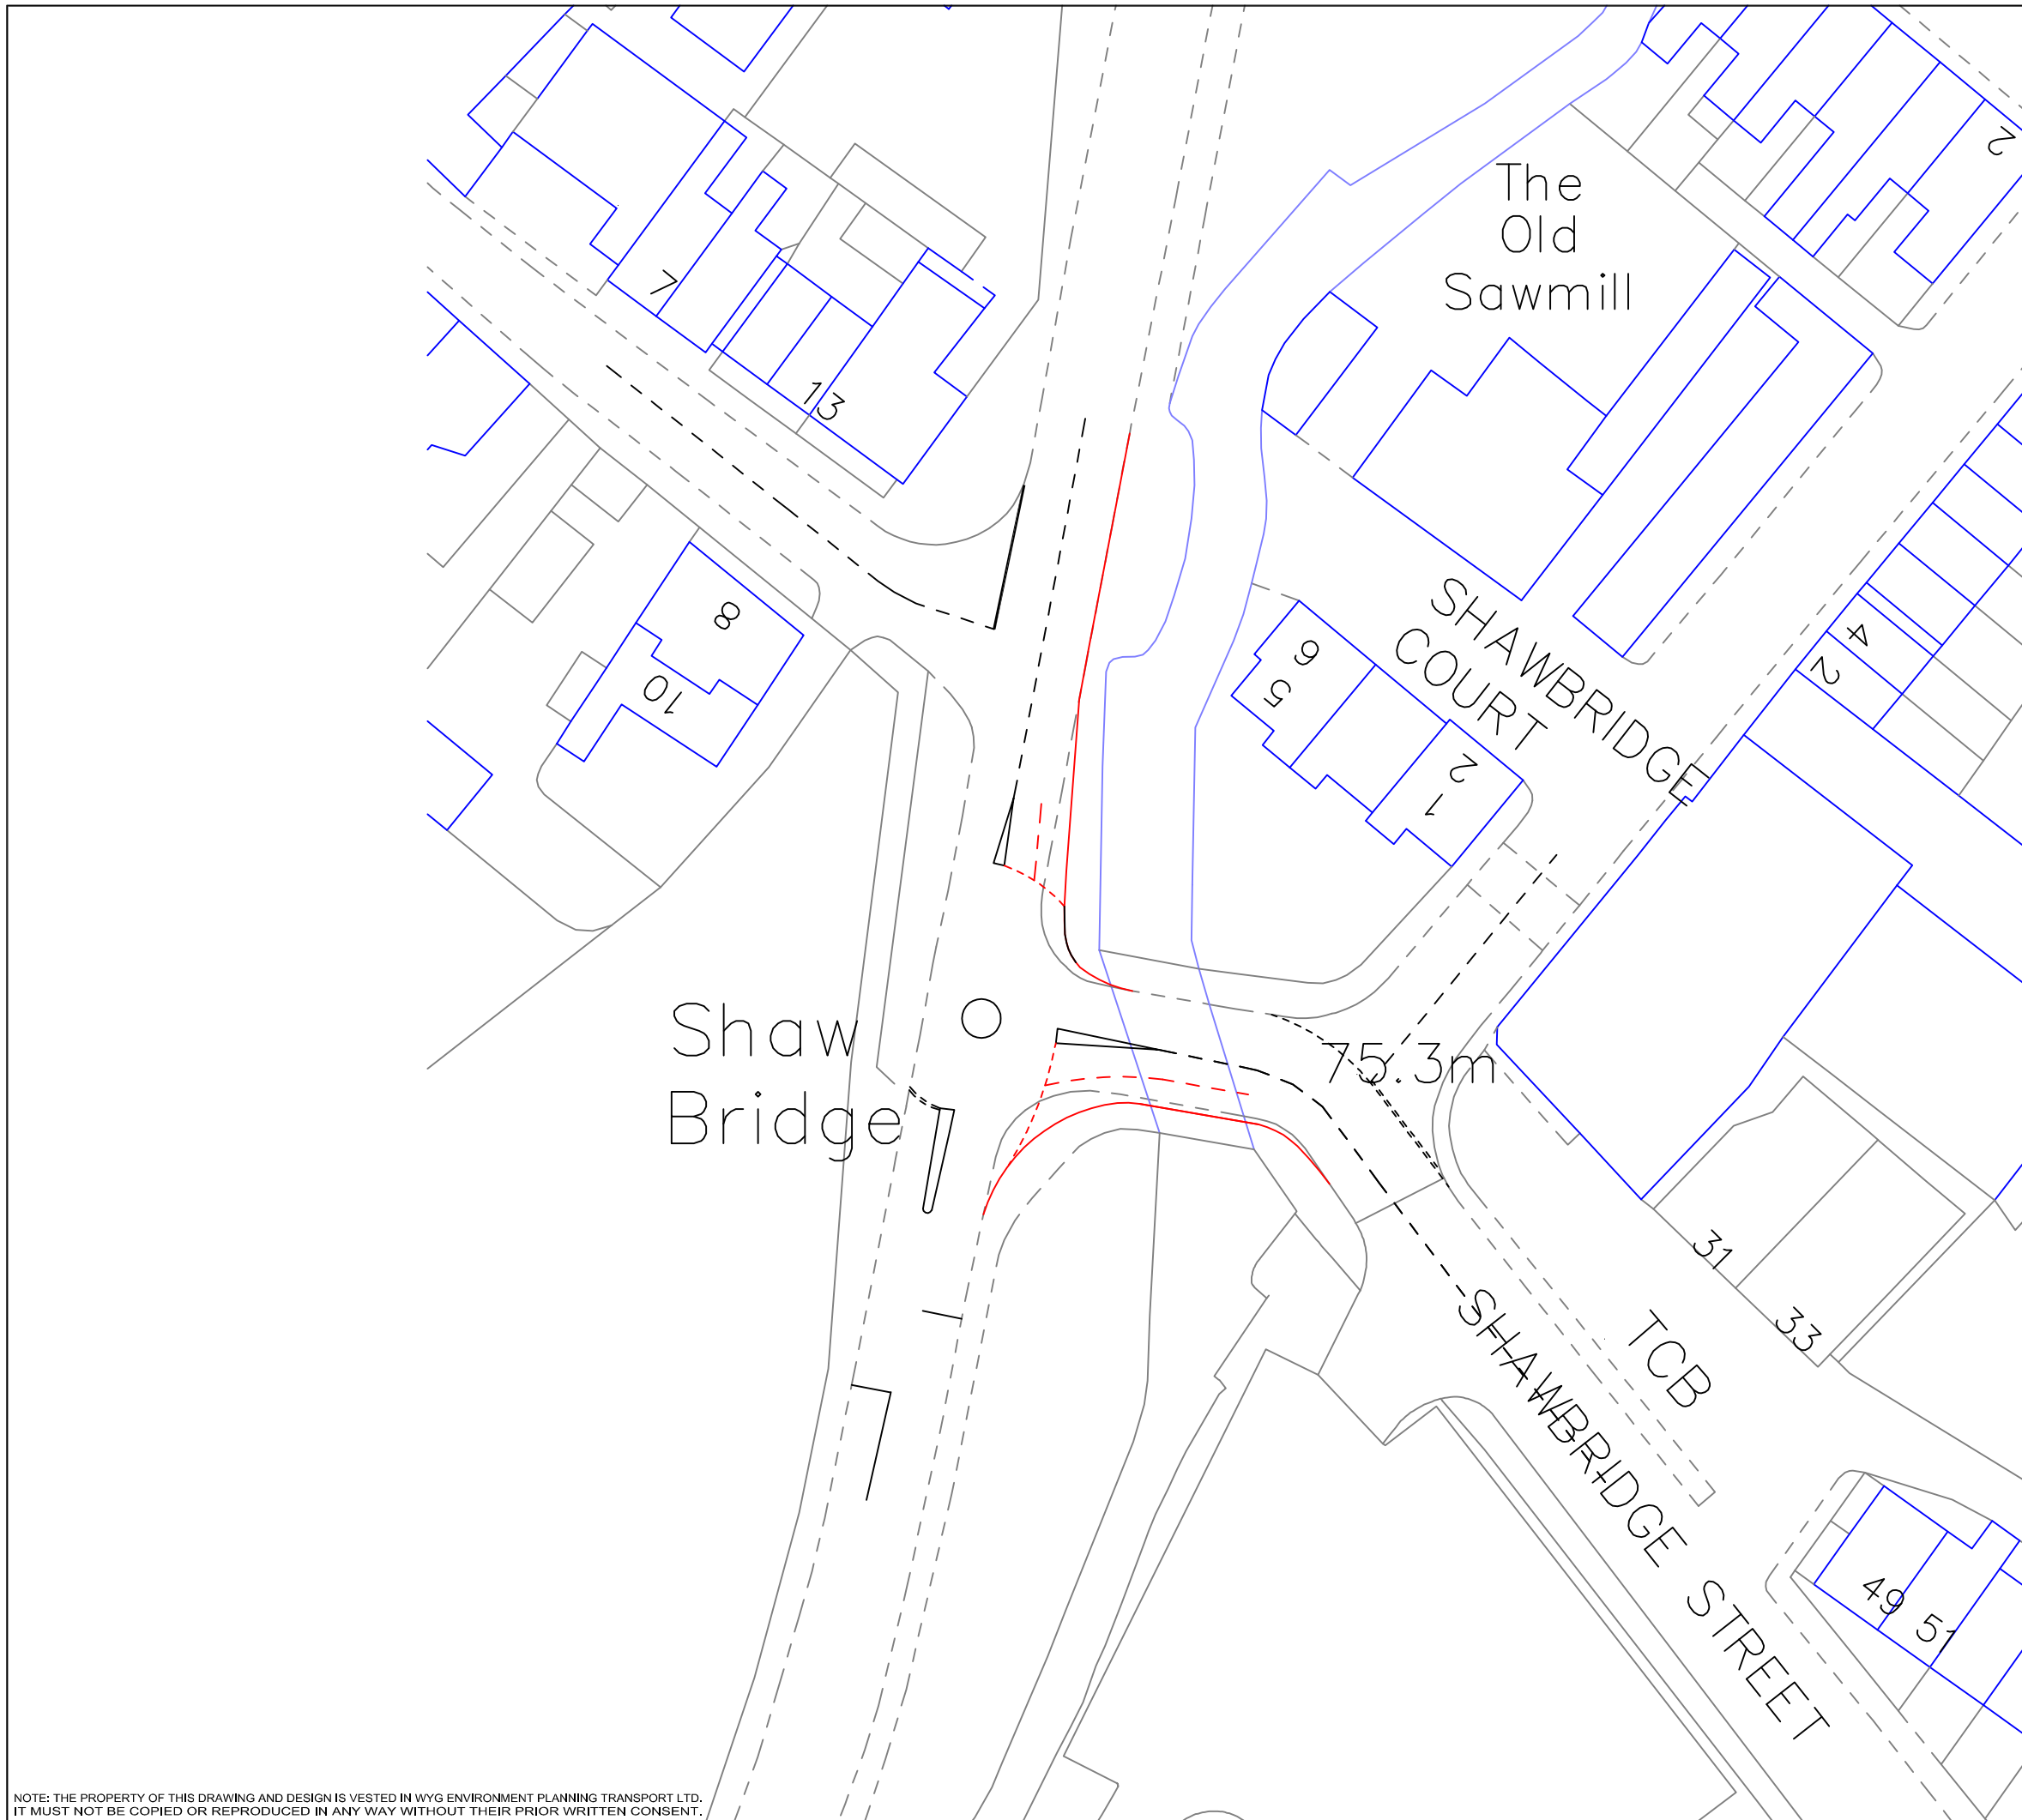 The
Old
Sawmill
2
7
13
8
10
6
5
SHAWBRIDGE
COURT
4
2
2
1
Shaw
Bridge
75.3m
31
33
TCB
SHAWBRIDGE STREET
49 51
NOTE: THE PROPERTY OF THIS DRAWING AND DESIGN IS VESTED IN WYG ENVIRONMENT PLANNING TRANSPORT LTD.
IT MUST NOT BE COPIED OR REPRODUCED IN ANY WAY WITHOUT THEIR PRIOR WRITTEN CONSENT.